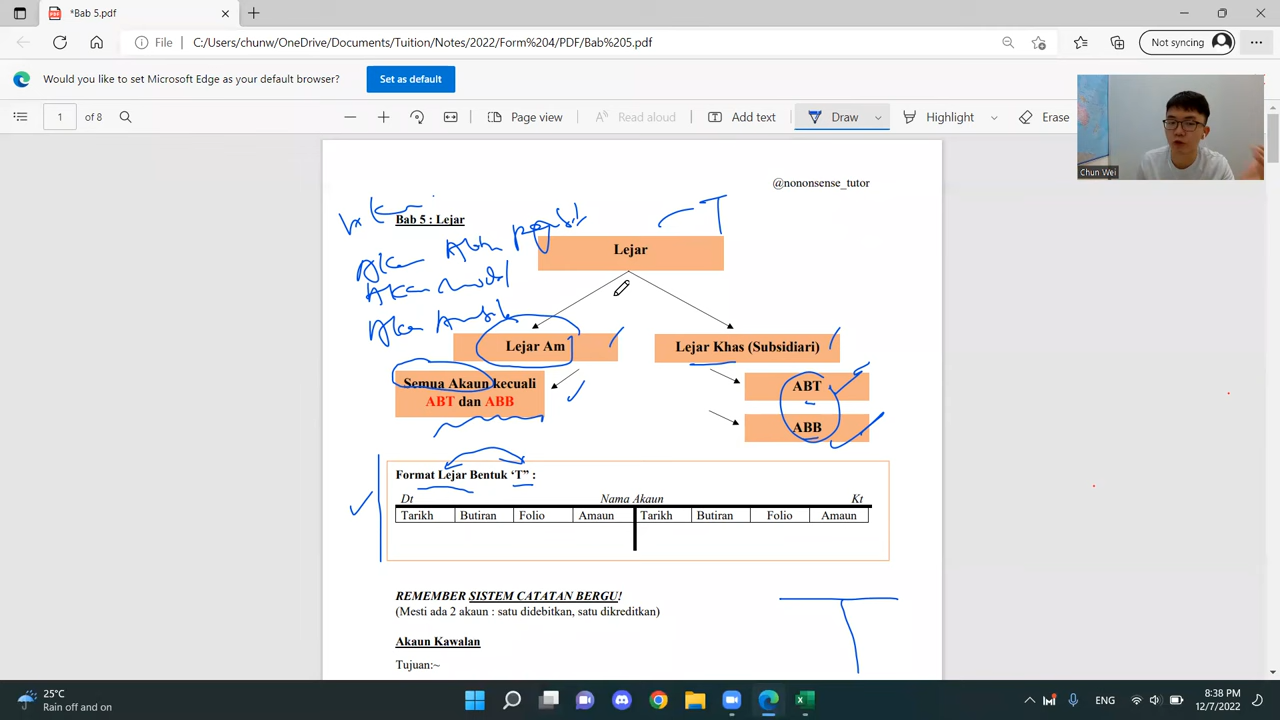 *Bab 5.pdf
File C:/Users/chunw/OneDrive/Documents/Tuition/Notes/2022/Form%204/PDF/Bab%205.pdf
Not syncing
Would you like to set Microsoft Edge as your default browser?
Set as default
1 of 8
Page view
Read aloud
Add text
Draw
Highlight
Erase
Chun Wei
@nononsense_tutor
Bab 5 : Lejar
T
Lejar
Akaun
Akaun Modal
Akaun
Lejar Am
Lejar Khas (Subsidiari)
Semua Akaun kecuali
ABT dan ABB
ABT
ABB
Format Lejar Bentuk ‘T” :
Dt Nama Akaun Kt
Tarikh Butiran Folio Amaun Tarikh Butiran Folio Amaun
REMEMBER SISTEM CATATAN BERGU!
(Mesti ada 2 akaun : satu didebitkan, satu dikreditkan)
Akaun Kawalan
Tujuan:~
25°C
Rain off and on
ENG
8:38 PM
12/7/2022